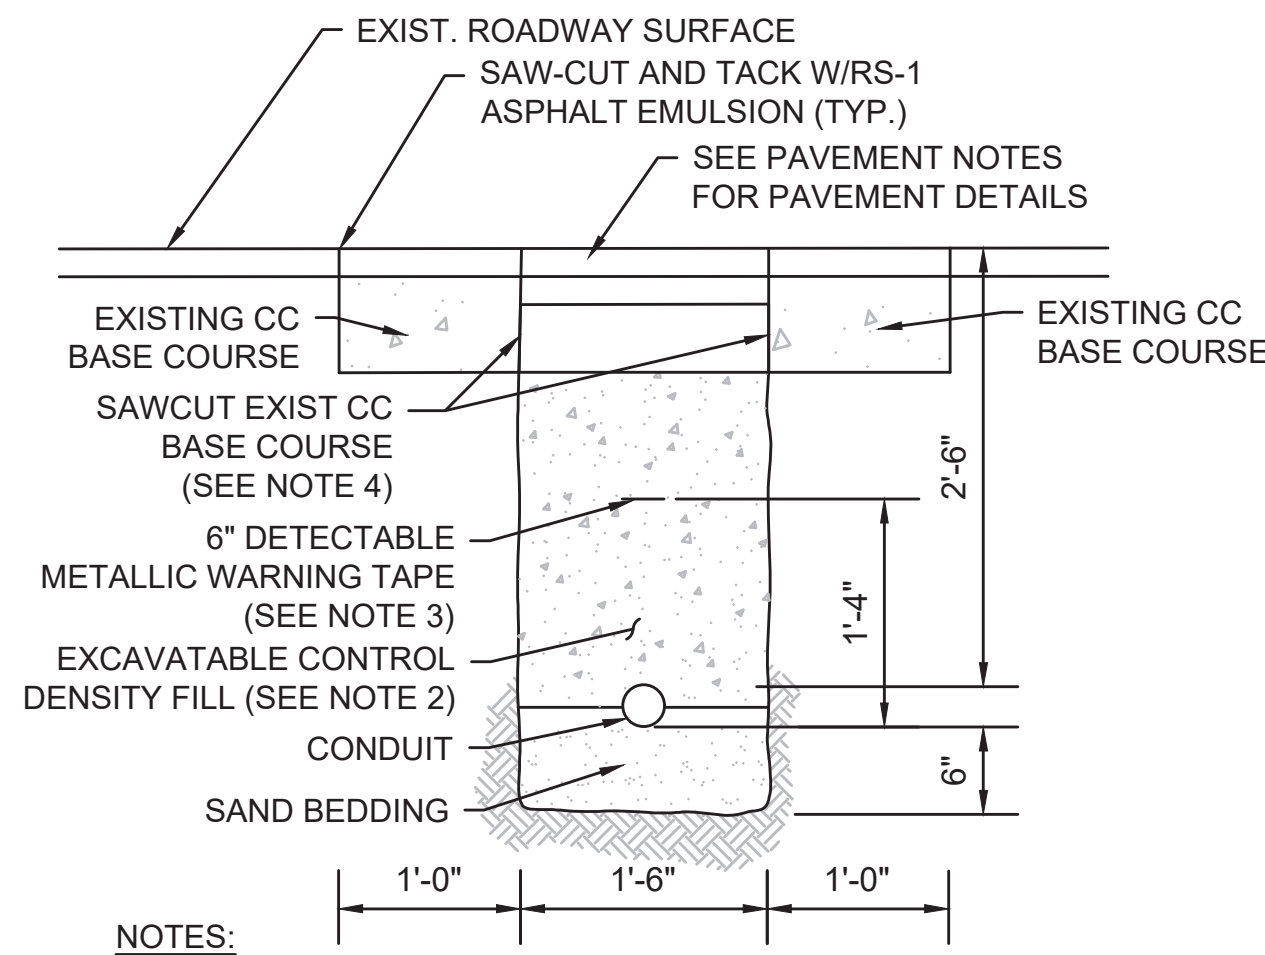 EXIST. ROADWAY SURFACE
SAW-CUT AND TACK W/RS-1
ASPHALT EMULSION (TYP.)
SEE PAVEMENT NOTES
FOR PAVEMENT DETAILS
EXISTING CC
BASE COURSE
EXISTING CC
BASE COURSE
SAWCUT EXIST CC
BASE COURSE
(SEE NOTE 4)
2'-6"
6" DETECTABLE
METALLIC WARNING TAPE
(SEE NOTE 3)
1'-4"
EXCAVATABLE CONTROL
DENSITY FILL (SEE NOTE 2)
CONDUIT
6"
SAND BEDDING
1'-0"
1'-6"
1'-0"
NOTES: